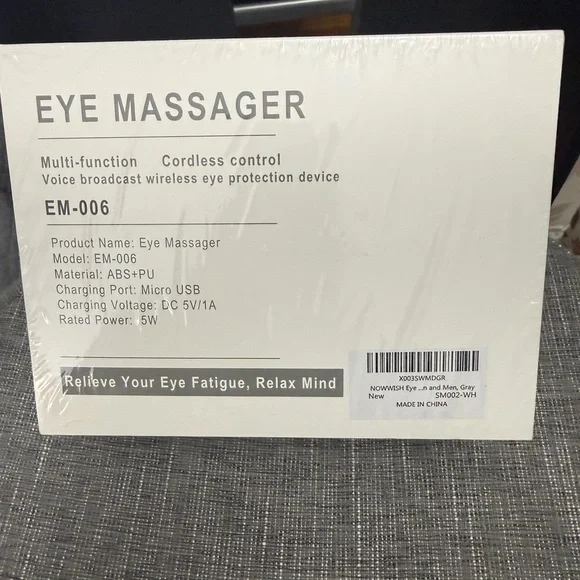 EYE MASSAGER
Multi-function Cordless control
Voice broadcast wireless eye protection device
EM-006
Product Name: Eye Massager
Model: EM-006
Material: ABS+PU
Charging Port: Micro USB
Charging Voltage: DC 5V/1A
Rated Power: 5W
Relieve Your Eye Fatigue, Relax Mind
X003SWMDGR
NOWWISH Eye ...n and Men, Gray
New SM002-WH
MADE IN CHINA